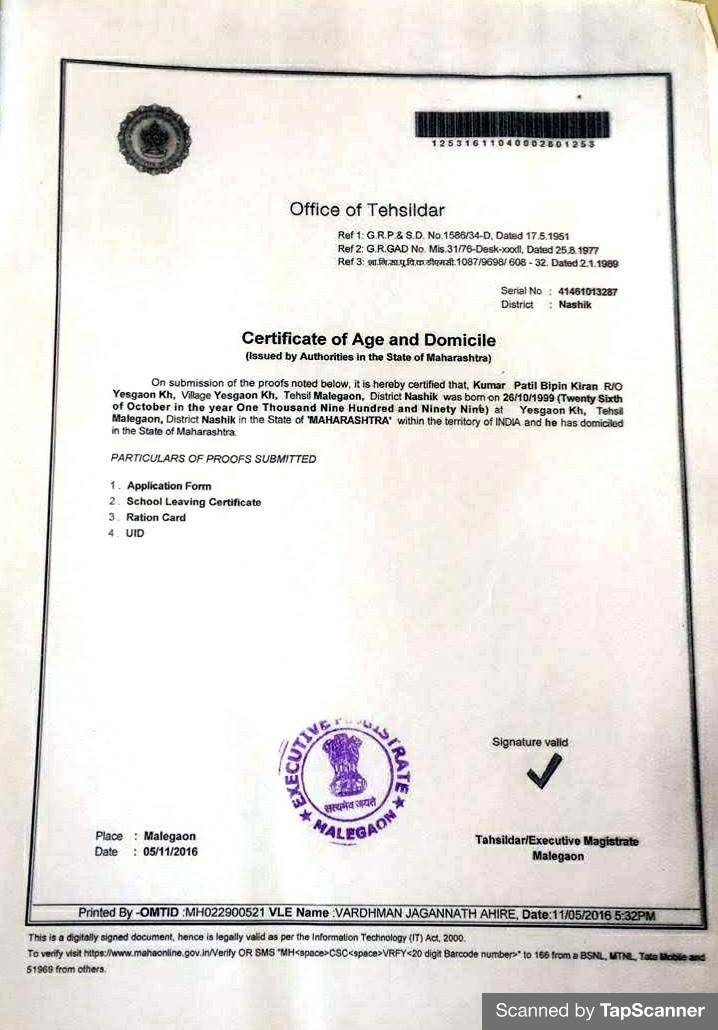 12531611040002801253
Office of Tehsildar
Ref 1: G.R.P.& S.D. No.1586/34-D, Dated 17.5.1951
Ref 2: G.R.GAD No. Mis.31/76-Desk-xxxII, Dated 25.8.1977
Ref 3: शा.नि.सा.पू.वि.क.डीएमसी.1087/9698/ 608 - 32. Dated 2.1.1989
Serial No : 41461013287
District : Nashik
Certificate of Age and Domicile
(Issued by Authorities in the State of Maharashtra)
On submission of the proofs noted below, it is hereby certified that, Kumar Patil Bipin Kiran R/O
Yesgaon Kh, Village Yesgaon Kh, Tehsil Malegaon, District Nashik was born on 26/10/1999 (Twenty Sixth
of October in the year One Thousand Nine Hundred and Ninety Nine) at Yesgaon Kh, Tehsil
Malegaon, District Nashik in the State of 'MAHARASHTRA' within the territory of INDIA and he has domiciled
in the State of Maharashtra.
PARTICULARS OF PROOFS SUBMITTED
1 . Application Form
2 . School Leaving Certificate
3 . Ration Card
4 . UID
EXECUTIVE MAGISTRATE
सत्यमेव जयते
MALEGAON
Signature valid
Place : Malegaon
Date : 05/11/2016
Tahsildar/Executive Magistrate
Malegaon
Printed By -OMTID :MH022900521 VLE Name :VARDHMAN JAGANNATH AHIRE, Date:11/05/2016 5:32PM
This is a digitally signed document, hence is legally valid as per the Information Technology (IT) Act, 2000.
To verify visit https://www.mahaonline.gov.in/Verify OR SMS "MH<space>CSC<space>VRFY<20 digit Barcode number>" to 166 from a BSNL, MTNL, Tata Mobile and
51969 from others.
Scanned by TapScanner